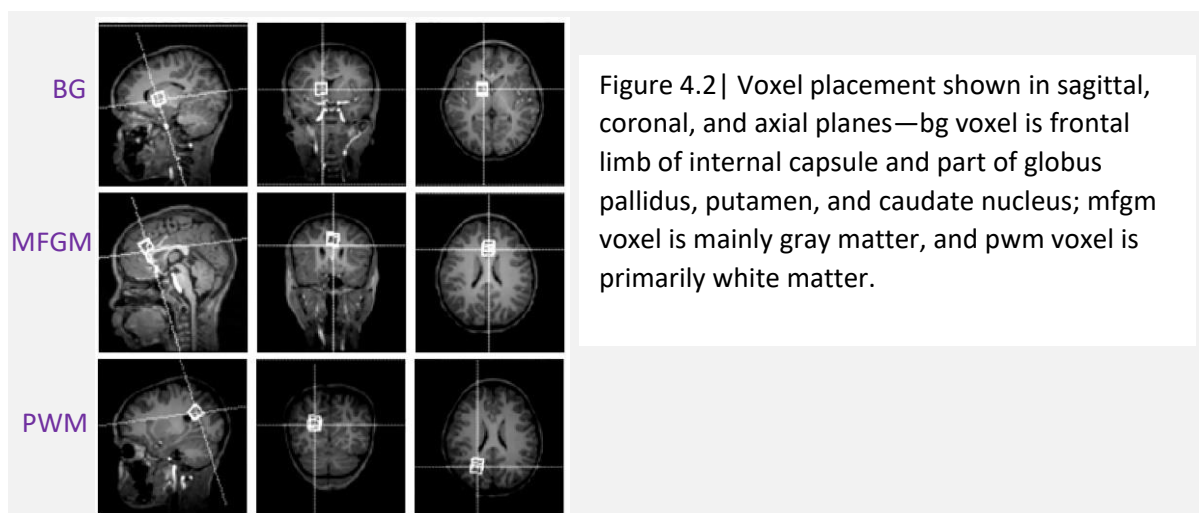 BG
MFGM
PWM
Figure 4.2| Voxel placement shown in sagittal,
coronal, and axial planes—bg voxel is frontal
limb of internal capsule and part of globus
pallidus, putamen, and caudate nucleus; mfgm
voxel is mainly gray matter, and pwm voxel is
primarily white matter.